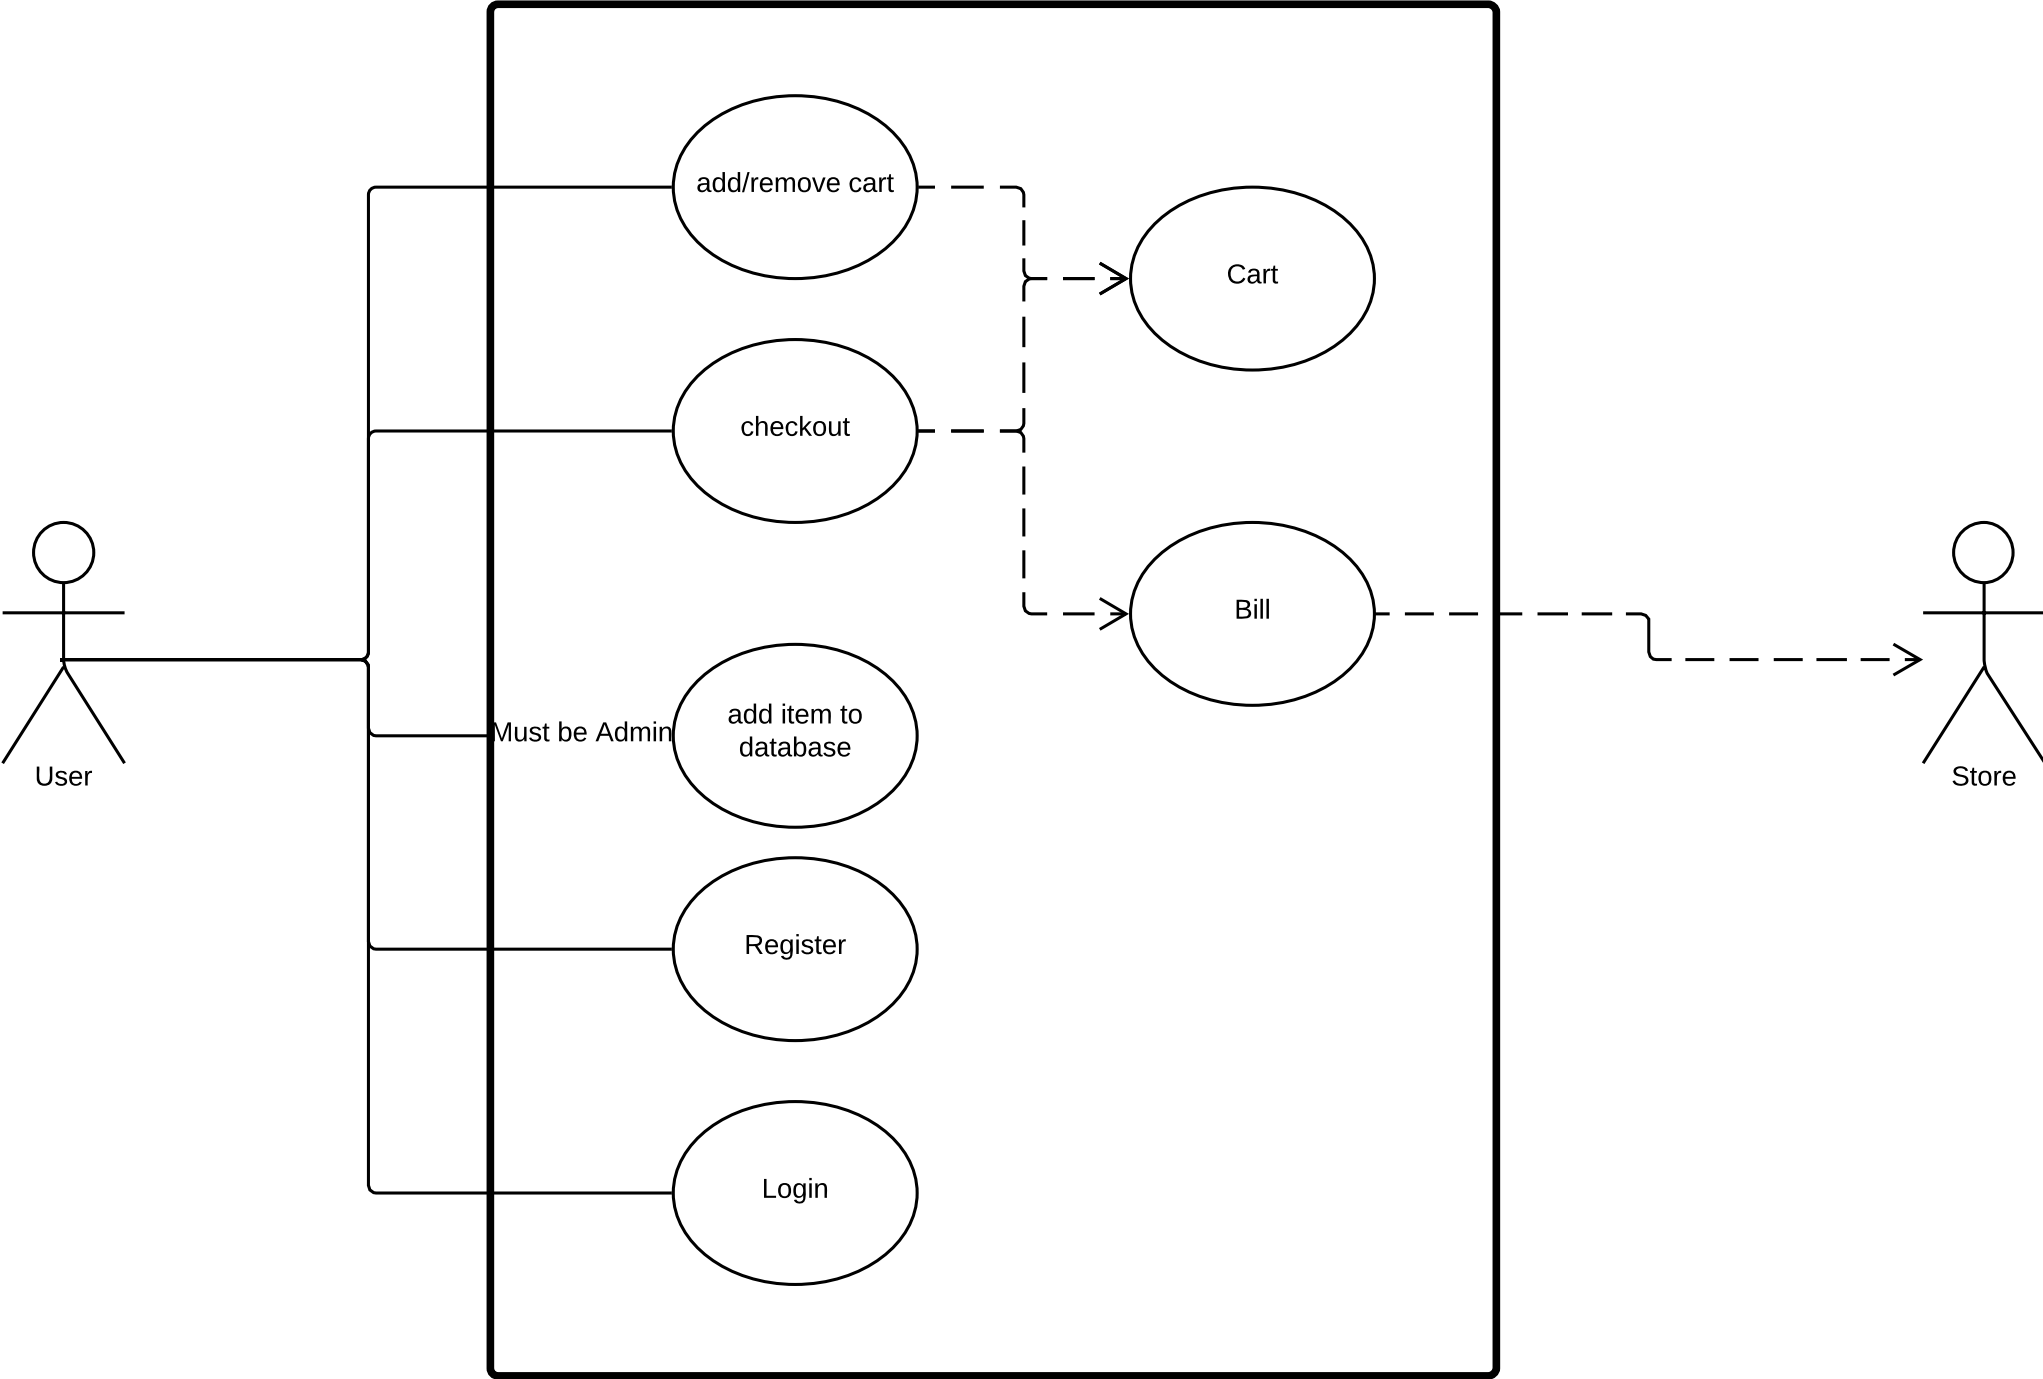 add/remove cart
Cart
checkout
Bill
Must be Admin
add item to
database
User
Store
Register
Login